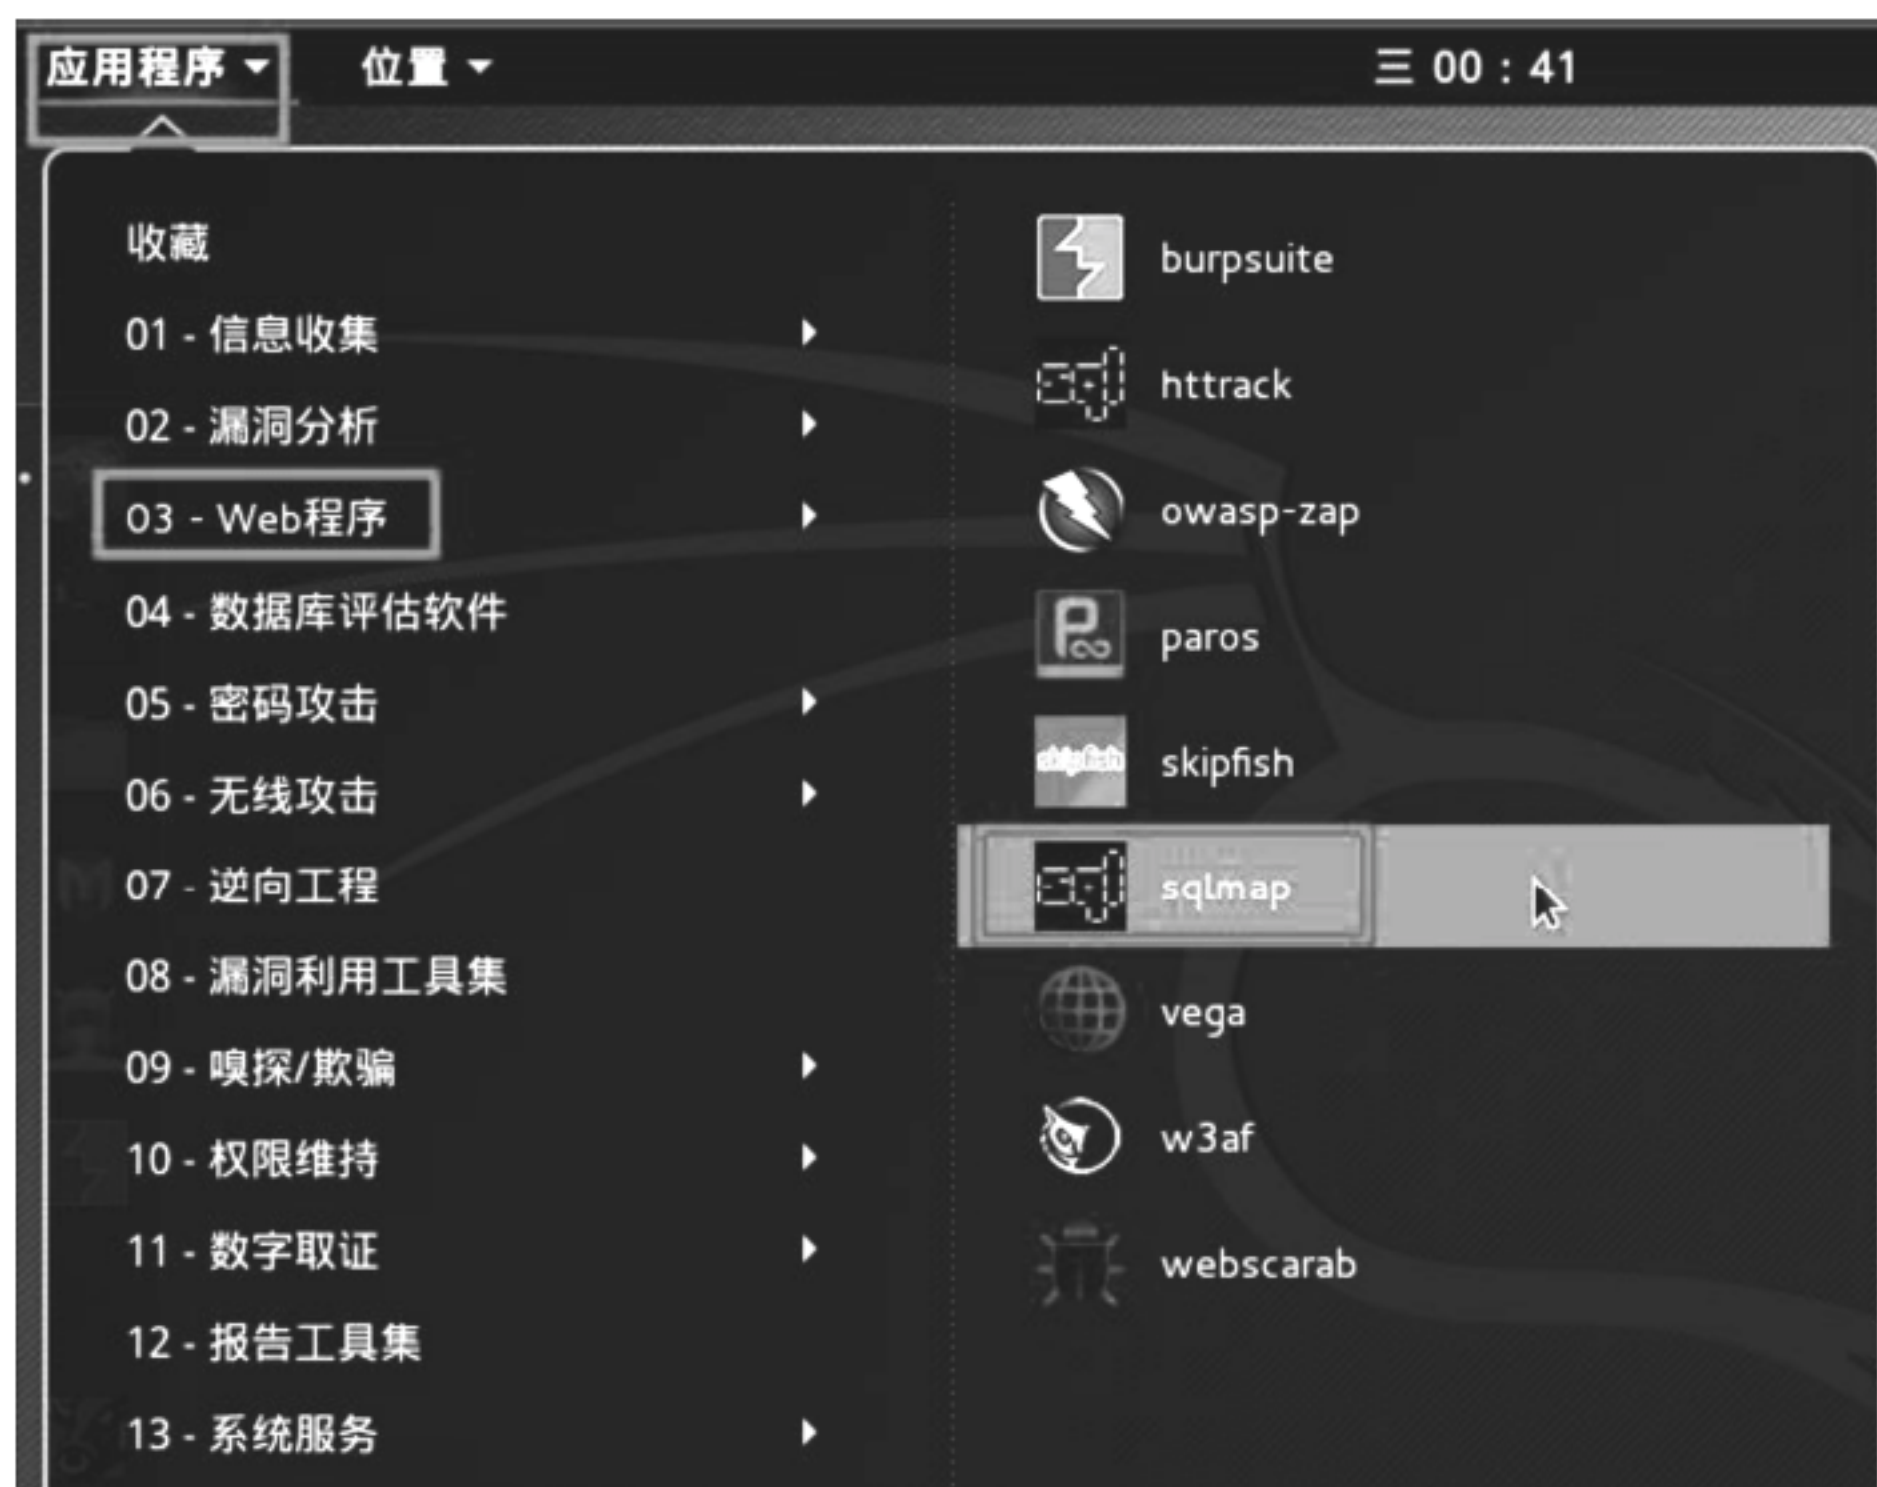 应用程序 位置 三 00 : 41
收藏
01 - 信息收集
02 - 漏洞分析
03 - Web程序
04 - 数据库评估软件
05 - 密码攻击
06 - 无线攻击
07 - 逆向工程
08 - 漏洞利用工具集
09 - 嗅探/欺骗
10 - 权限维持
11 - 数字取证
12 - 报告工具集
13 - 系统服务
burpsuite
httrack
owasp-zap
paros
skipfish
skipfish
sqlmap
vega
w3af
webscarab